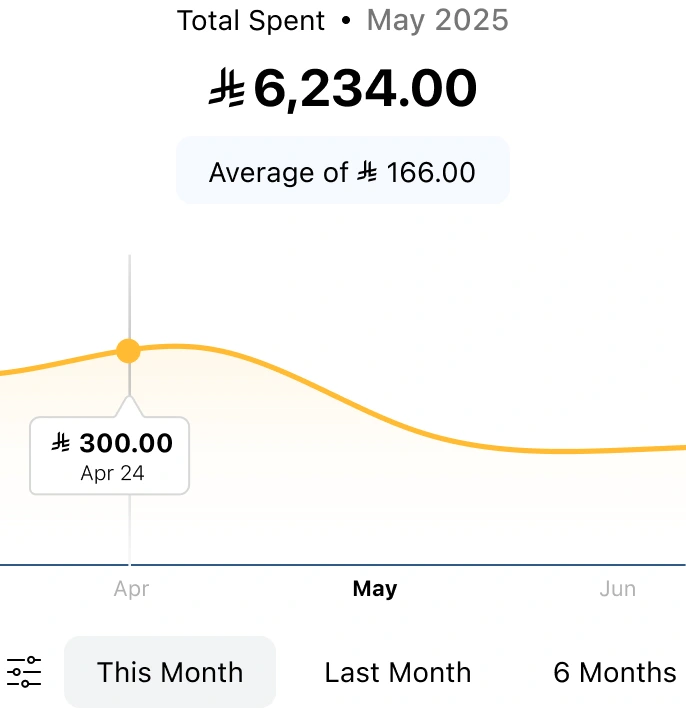 Total Spent • May 2025
⃁ 6,234.00
Average of ⃁ 166.00
⃁ 300.00
Apr 24
Apr May Jun
This Month Last Month 6 Months